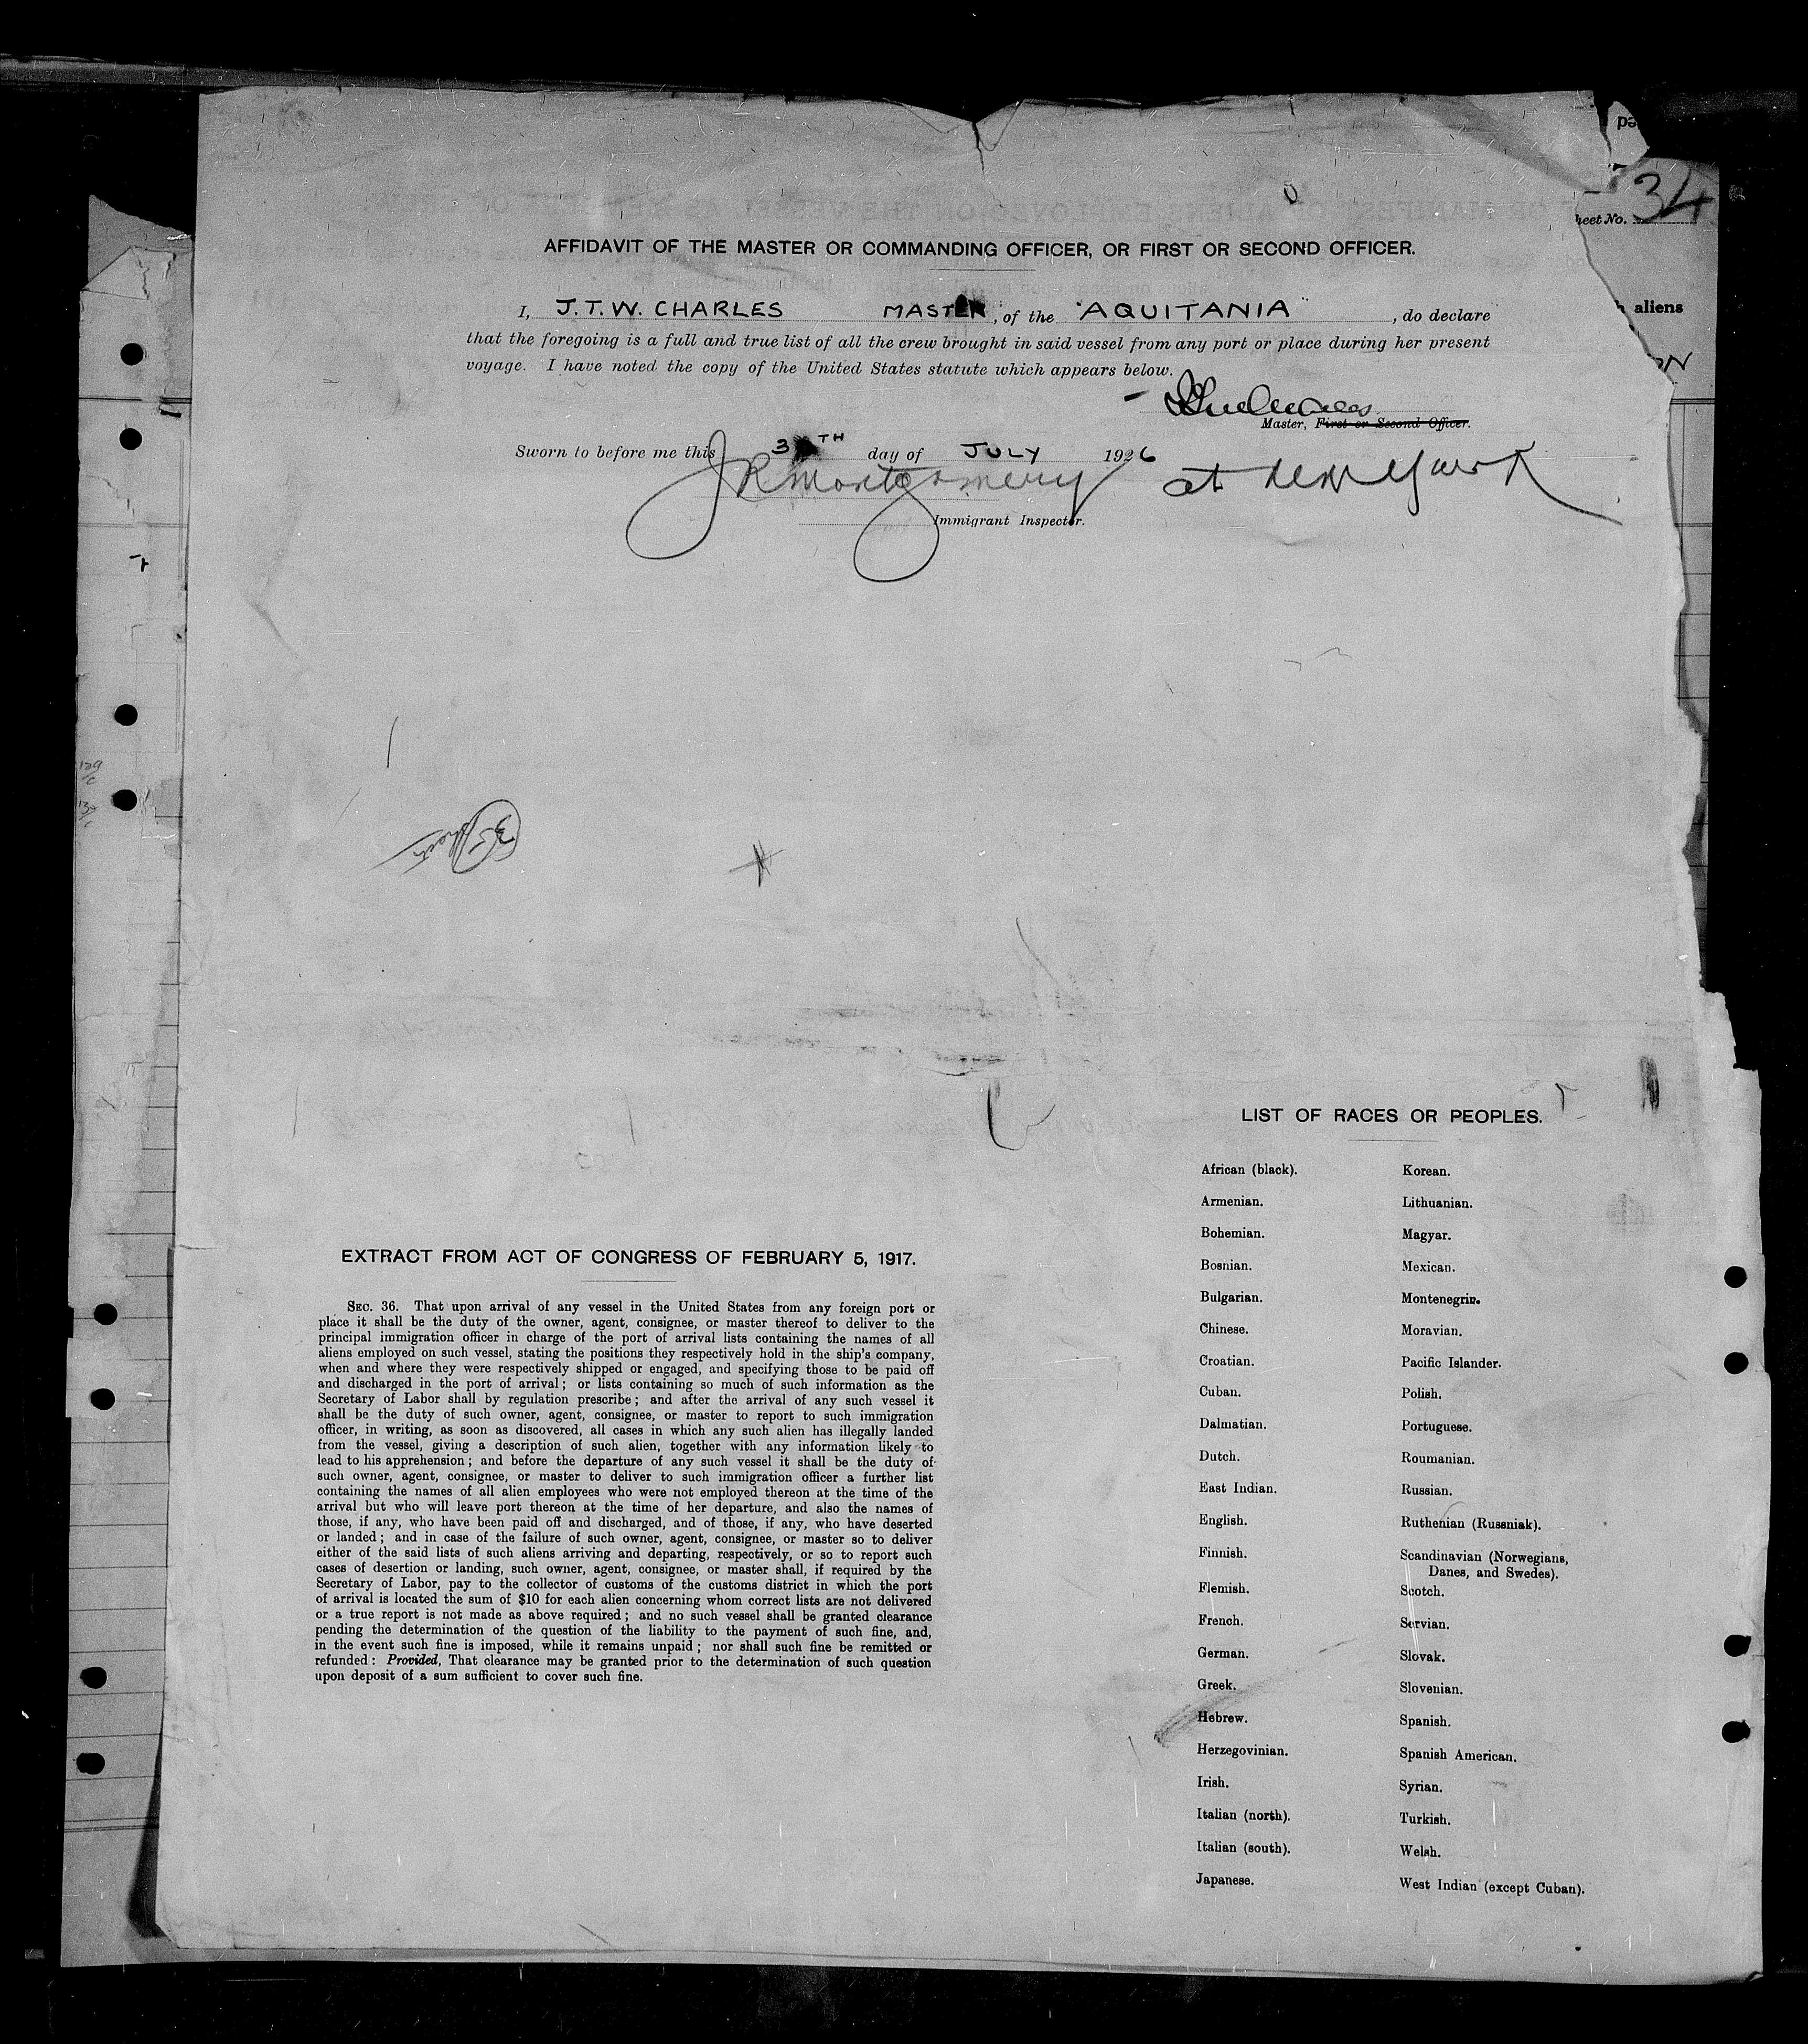 34
heet No.
AFFIDAVIT OF THE MASTER OR COMMANDING OFFICER, OR FIRST OR SECOND OFFICER.
aliens
I, J.T.W. CHARLES MASTER, of the "AQUITANIA", do declare
that the foregoing is a full and true list of all the crew brought in said vessel from any port or place during her present
voyage. I have noted the copy of the United States statute which appears below.
Master, First or Second Officer.
Sworn to before me this day of JULY 1926 at New York
JR Montgomery
Immigrant Inspector.
EXTRACT FROM ACT OF CONGRESS OF FEBRUARY 5, 1917.
SEC. 36. That upon arrival of any vessel in the United States from any foreign port or
place it shall be the duty of the owner, agent, consignee, or master thereof to deliver to the
principal immigration officer in charge of the port of arrival lists containing the names of all
aliens employed on such vessel, stating the positions they respectively hold in the ship's company,
when and where they were respectively shipped or engaged, and specifying those to be paid off
and discharged in the port of arrival; or lists containing so much of such information as the
Secretary of Labor shall by regulation prescribe; and after the arrival of any such vessel it
shall be the duty of such owner, agent, consignee, or master to report to such immigration
officer, in writing, as soon as discovered, all cases in which any such alien has illegally landed
from the vessel, giving a description of such alien, together with any information likely to
lead to his apprehension; and before the departure of any such vessel it shall be the duty of
such owner, agent, consignee, or master to deliver to such immigration officer a further list
containing the names of all alien employees who were not employed thereon at the time of the
arrival but who will leave port thereon at the time of her departure, and also the names of
those, if any, who have been paid off and discharged, and of those, if any, who have deserted
or landed; and in case of the failure of such owner, agent, consignee, or master so to deliver
either of the said lists of such aliens arriving and departing, respectively, or so to report such
cases of desertion or landing, such owner, agent, consignee, or master shall, if required by the
Secretary of Labor, pay to the collector of customs of the customs district in which the port
of arrival is located the sum of $10 for each alien concerning whom correct lists are not delivered
or a true report is not made as above required; and no such vessel shall be granted clearance
pending the determination of the question of the liability to the payment of such fine, and,
in the event such fine is imposed, while it remains unpaid; nor shall such fine be remitted or
refunded: Provided, That clearance may be granted prior to the determination of such question
upon deposit of a sum sufficient to cover such fine.
LIST OF RACES OR PEOPLES.
African (black).
Armenian.
Bohemian.
Bosnian.
Bulgarian.
Chinese.
Croatian.
Cuban.
Dalmatian.
Dutch.
East Indian.
English.
Finnish.
Flemish.
French.
German.
Greek.
Hebrew.
Herzegovinian.
Irish.
Italian (north).
Italian (south).
Japanese.
Korean.
Lithuanian.
Magyar.
Mexican.
Montenegrin.
Moravian.
Pacific Islander.
Polish.
Portuguese.
Roumanian.
Russian.
Ruthenian (Russniak).
Scandinavian (Norwegians,
Danes, and Swedes).
Scotch.
Servian.
Slovak.
Slovenian.
Spanish.
Spanish American.
Syrian.
Turkish.
Welsh.
West Indian (except Cuban).